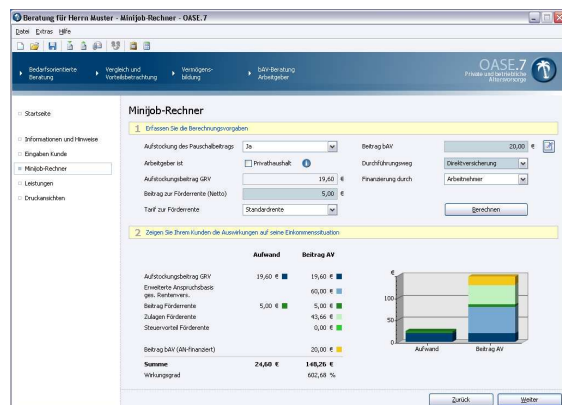 Beratung für Herrn Muster - Minijob-Rechner - OASE.7
Datei Extras Hilfe
Bedarfsorientierte Beratung
Vergleich und Vorteilsbetrachtung
Vermögens-bildung
bAV-Beratung Arbeitgeber
OASE.7
Private und betriebliche Altersvorsorge
Startseite
Informationen und Hinweise
Eingaben Kunde
Minijob-Rechner
Leistungen
Druckansichten
Minijob-Rechner
1 Erfassen Sie die Berechnungsvorgaben
Aufstockung des Pauschalbeitrags Ja
Beitrag bAV 20,00 €
Arbeitgeber ist Privathaushalt
Durchführungsweg Direktversicherung
Aufstockungsbeitrag GRV 19,60 €
Finanzierung durch Arbeitnehmer
Beitrag zur Förderrente (Netto) 5,00 €
Tarif zur Förderrente Standardrente
Berechnen
2 Zeigen Sie Ihrem Kunden die Auswirkungen auf seine Einkommenssituation
Aufwand Beitrag AV
Aufstockungsbeitrag GRV 19,60 € 19,60 €
Erweiterte Anspruchsbasis
ges. Rentenvers. 60,00 €
Beitrag Förderrente 5,00 € 5,00 €
Zulagen Förderrente 43,66 €
Steuervorteil Förderrente 0,00 €
Beitrag bAV (AN-finanziert) 20,00 €
Summe 24,60 € 148,26 €
Wirkungsgrad 602,68 %
€
100
50
0
Aufwand Beitrag AV
Zurück Weiter